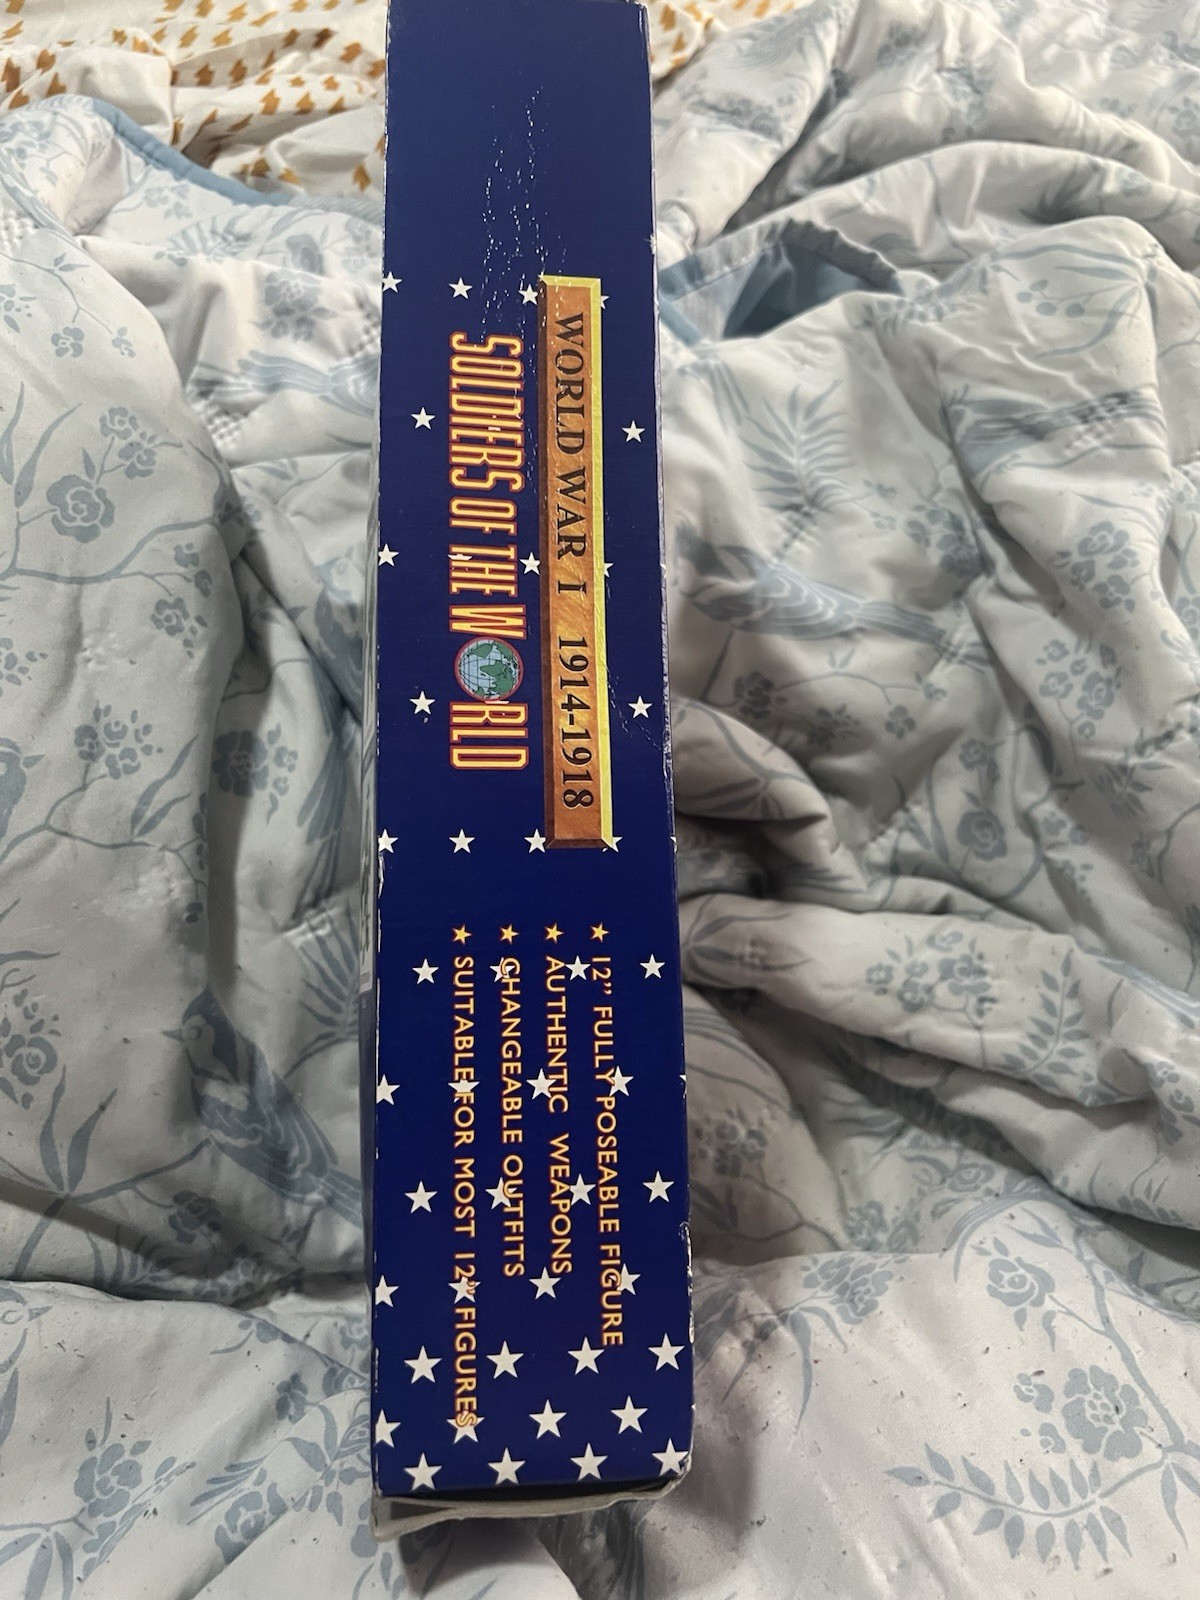 WORLD WAR I 1914-1918
SOLDIERS OF THE WORLD
12” FULLY POSEABLE FIGURE
AUTHENTIC WEAPONS
CHANGEABLE OUTFITS
SUITABLE FOR MOST 12” FIGURES